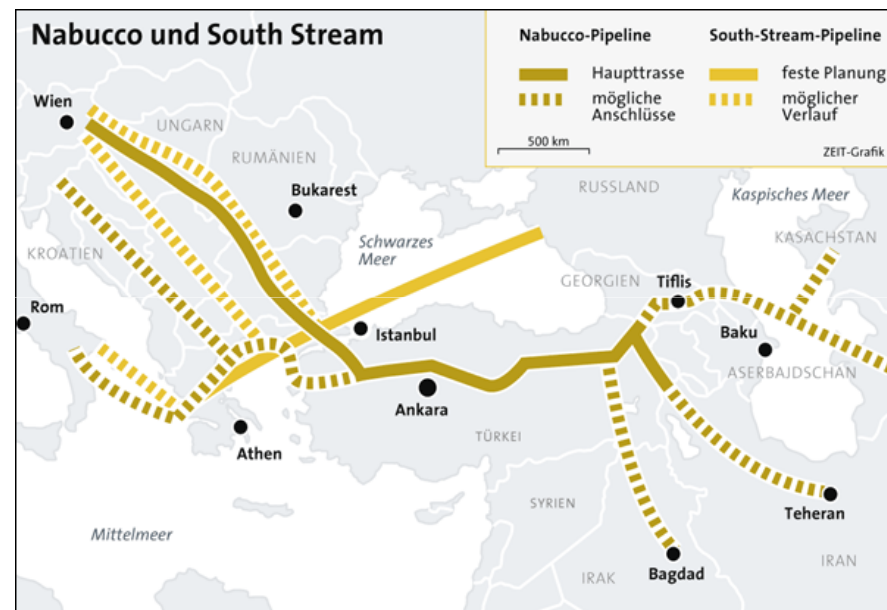 Nabucco und South Stream
Nabucco-Pipeline
Haupttrasse
mögliche
Anschlüsse
South-Stream-Pipeline
feste Planung
möglicher
Verlauf
500 km
ZEIT-Grafik
Wien
UNGARN
RUMÄNIEN
Bukarest
RUSSLAND
Kaspisches Meer
KASACHSTAN
Schwarzes
Meer
KROATIEN
GEORGIEN
Tiflis
Rom
Istanbul
Baku
ASERBAJDSCHAN
Ankara
Athen
TÜRKEI
SYRIEN
Teheran
Mittelmeer
IRAK
Bagdad
IRAN